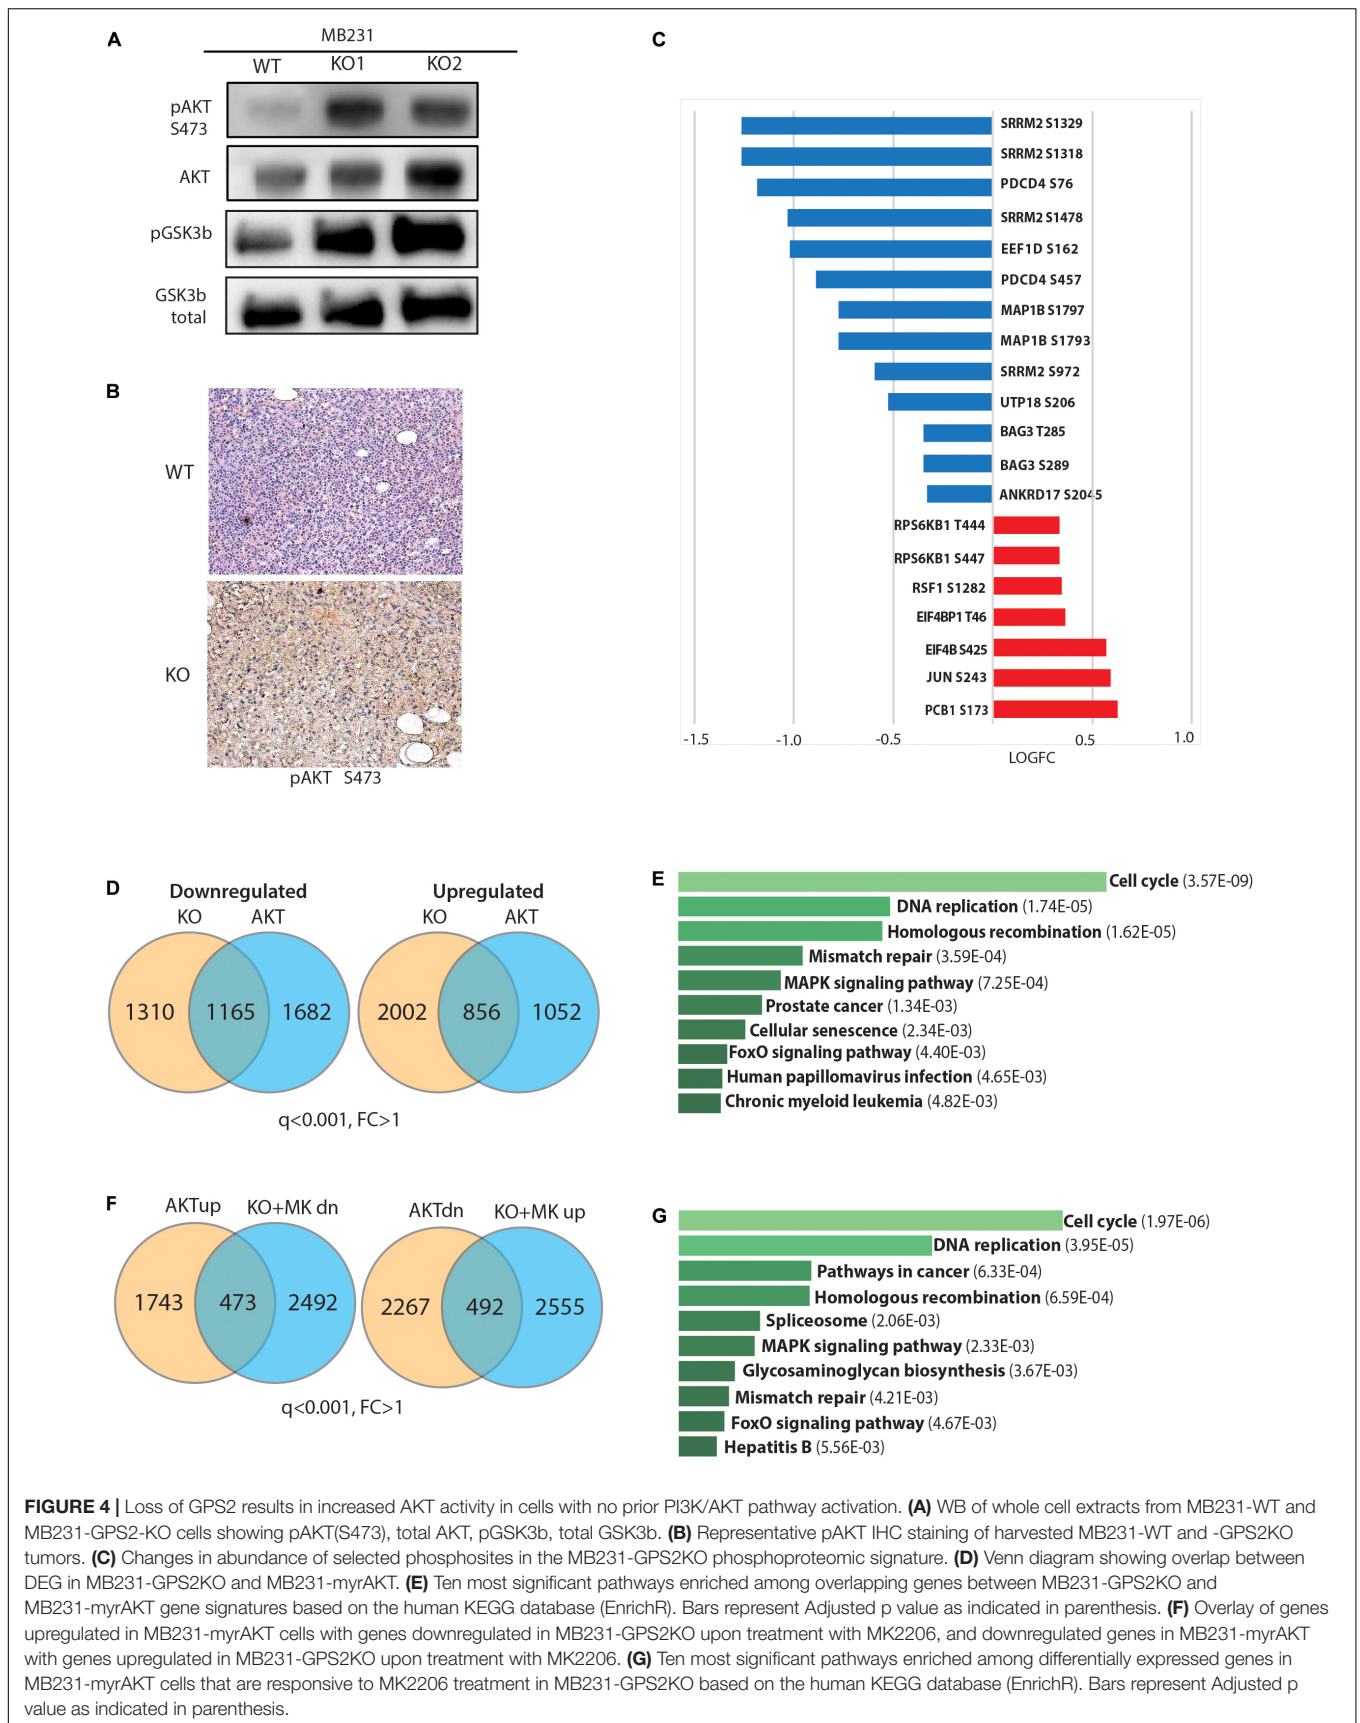 A
MB231
WT KO1 KO2
pAKT
S473
AKT
pGSK3b
GSK3b
total
B
WT
KO
pAKT S473
C
SRRM2 S1329
SRRM2 S1318
PDCD4 S76
SRRM2 S1478
EEF1D S162
PDCD4 S457
MAP1B S1797
MAP1B S1793
SRRM2 S972
UTP18 S206
BAG3 T285
BAG3 S289
ANKRD17 S2045
RPS6KB1 T444
RPS6KB1 S447
RSF1 S1282
EIF4BP1 T46
EIF4B S425
JUN S243
PCB1 S173
-1.5 -1.0 -0.5 0.5 1.0
LOGFC
D
Downregulated Upregulated
KO AKT KO AKT
1310 1165 1682 2002 856 1052
q<0.001, FC>1
E
Cell cycle (3.57E-09)
DNA replication (1.74E-05)
Homologous recombination (1.62E-05)
Mismatch repair (3.59E-04)
MAPK signaling pathway (7.25E-04)
Prostate cancer (1.34E-03)
Cellular senescence (2.34E-03)
FoxO signaling pathway (4.40E-03)
Human papillomavirus infection (4.65E-03)
Chronic myeloid leukemia (4.82E-03)
F
AKTup KO+MK dn AKTdn KO+MK up
1743 473 2492 2267 492 2555
q<0.001, FC>1
G
Cell cycle (1.97E-06)
DNA replication (3.95E-05)
Pathways in cancer (6.33E-04)
Homologous recombination (6.59E-04)
Spliceosome (2.06E-03)
MAPK signaling pathway (2.33E-03)
Glycosaminoglycan biosynthesis (3.67E-03)
Mismatch repair (4.21E-03)
FoxO signaling pathway (4.67E-03)
Hepatitis B (5.56E-03)
FIGURE 4 | Loss of GPS2 results in increased AKT activity in cells with no prior PI3K/AKT pathway activation. (A) WB of whole cell extracts from MB231-WT and
MB231-GPS2-KO cells showing pAKT(S473), total AKT, pGSK3b, total GSK3b. (B) Representative pAKT IHC staining of harvested MB231-WT and -GPS2KO
tumors. (C) Changes in abundance of selected phosphosites in the MB231-GPS2KO phosphoproteomic signature. (D) Venn diagram showing overlap between
DEG in MB231-GPS2KO and MB231-myrAKT. (E) Ten most significant pathways enriched among overlapping genes between MB231-GPS2KO and
MB231-myrAKT gene signatures based on the human KEGG database (EnrichR). Bars represent Adjusted p value as indicated in parenthesis. (F) Overlay of genes
upregulated in MB231-myrAKT cells with genes downregulated in MB231-GPS2KO upon treatment with MK2206, and downregulated genes in MB231-myrAKT
with genes upregulated in MB231-GPS2KO upon treatment with MK2206. (G) Ten most significant pathways enriched among differentially expressed genes in
MB231-myrAKT cells that are responsive to MK2206 treatment in MB231-GPS2KO based on the human KEGG database (EnrichR). Bars represent Adjusted p
value as indicated in parenthesis.